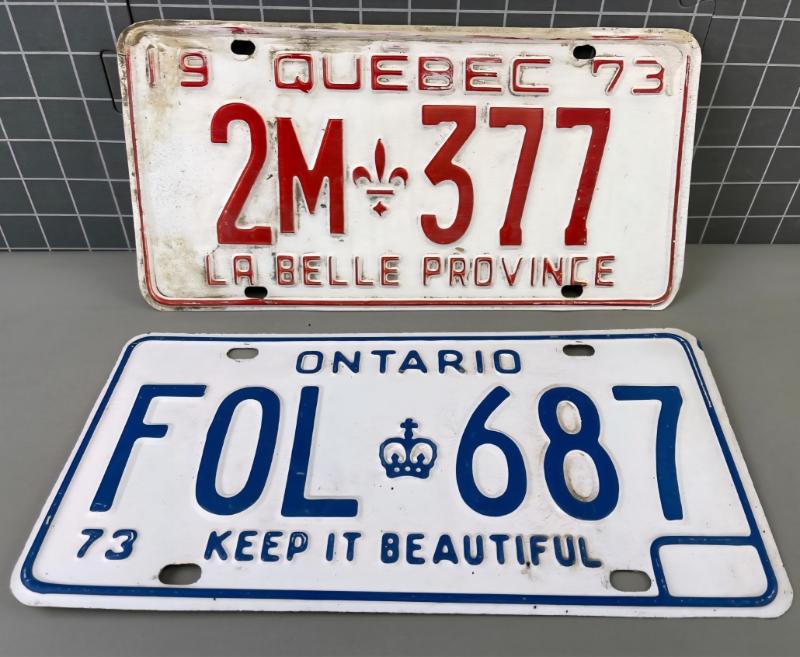 19 QUEBEC 73
2M 377
LA BELLE PROVINCE
ONTARIO
FOL 687
73 KEEP IT BEAUTIFUL